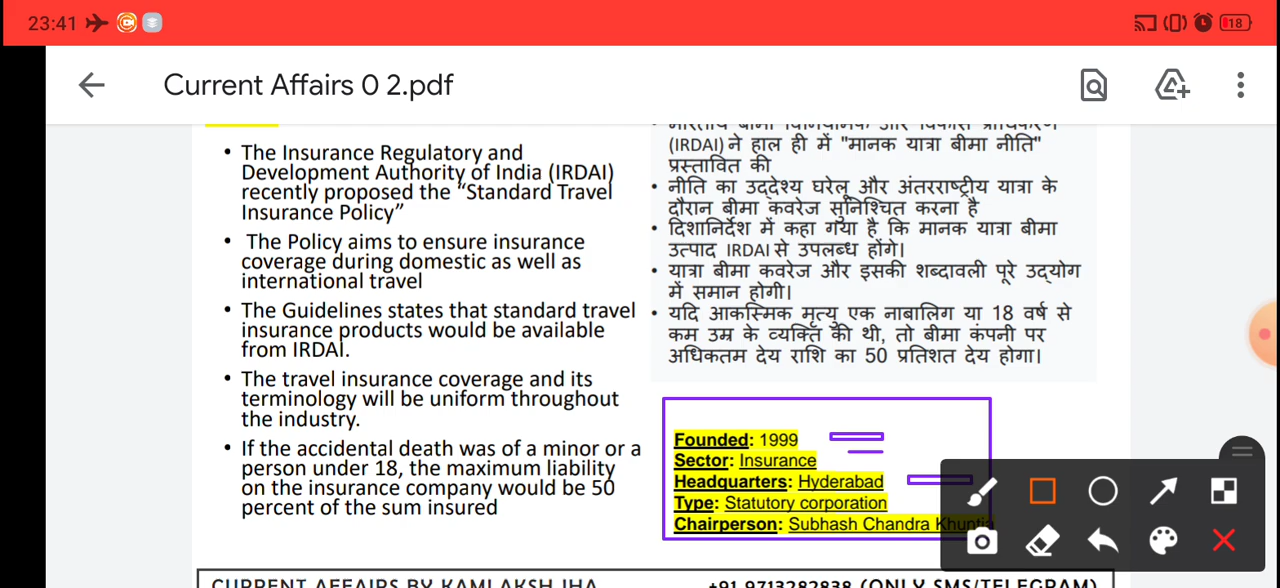 23:41
18
Current Affairs 0 2.pdf
The Insurance Regulatory and
Development Authority of India (IRDAI)
recently proposed the “Standard Travel
Insurance Policy”
The Policy aims to ensure insurance
coverage during domestic as well as
international travel
The Guidelines states that standard travel
insurance products would be available
from IRDAI.
The travel insurance coverage and its
terminology will be uniform throughout
the industry.
If the accidental death was of a minor or a
person under 18, the maximum liability
on the insurance company would be 50
percent of the sum insured
(IRDAI) ने हाल ही में "मानक यात्रा बीमा नीति"
प्रस्तावित की
नीति का उद्देश्य घरेलू और अंतरराष्ट्रीय यात्रा के
दौरान बीमा कवरेज सुनिश्चित करना है
दिशानिर्देश में कहा गया है कि मानक यात्रा बीमा
उत्पाद IRDAI से उपलब्ध होंगे।
यात्रा बीमा कवरेज और इसकी शब्दावली पूरे उद्योग
में समान होगी।
यदि आकस्मिक मृत्यु एक नाबालिग या 18 वर्ष से
कम उम्र के व्यक्ति की थी, तो बीमा कंपनी पर
अधिकतम देय राशि का 50 प्रतिशत देय होगा।
Founded: 1999
Sector: Insurance
Headquarters: Hyderabad
Type: Statutory corporation
Chairperson: Subhash Chandra Khuntia
CURRENT AFFAIRS BY KAMLAKSH JHA
+91 9713282838 (ONLY SMS/TELEGRAM)